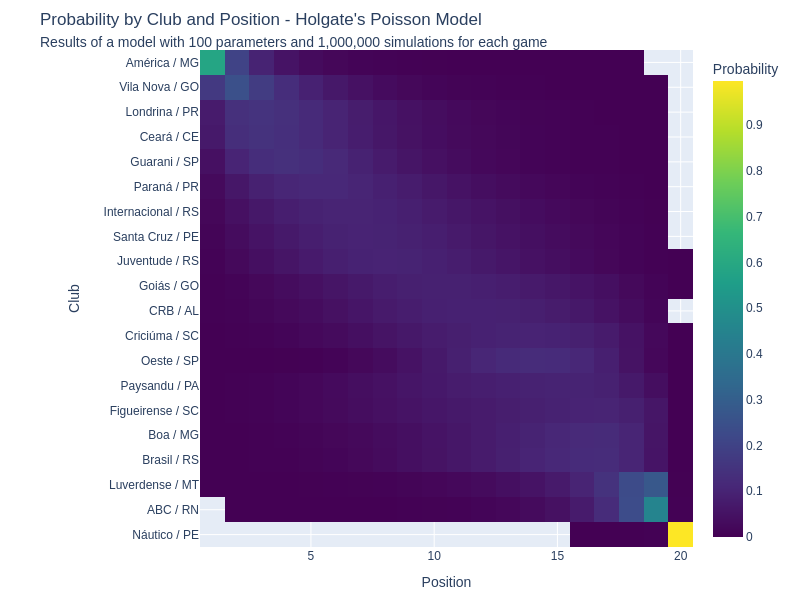 Probability by Club and Position - Holgate's Poisson Model
Results of a model with 100 parameters and 1,000,000 simulations for each game
Probability
América / MG
Vila Nova / GO
Londrina / PR
Ceará / CE
Guarani / SP
Paraná / PR
Internacional / RS
Santa Cruz / PE
Juventude / RS
Goiás / GO
CRB / AL
Criciúma / SC
Oeste / SP
Paysandu / PA
Figueirense / SC
Boa / MG
Brasil / RS
Luverdense / MT
ABC / RN
Náutico / PE
Club
5
10
15
20
Position
0.9
0.8
0.7
0.6
0.5
0.4
0.3
0.2
0.1
0